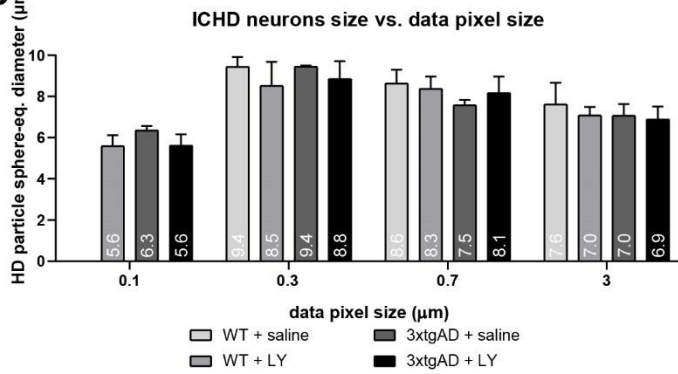 ICHD neurons size vs. data pixel size
HD particle sphere-eq. diameter (µm
10
8
6
4
2
0
5.6 6.3 5.6 9.4 8.5 9.4 8.8 8.6 8.3 7.5 8.1 7.6 7.0 7.0 6.9
0.1 0.3 0.7 3
data pixel size (µm)
WT + saline 3xtgAD + saline
WT + LY 3xtgAD + LY